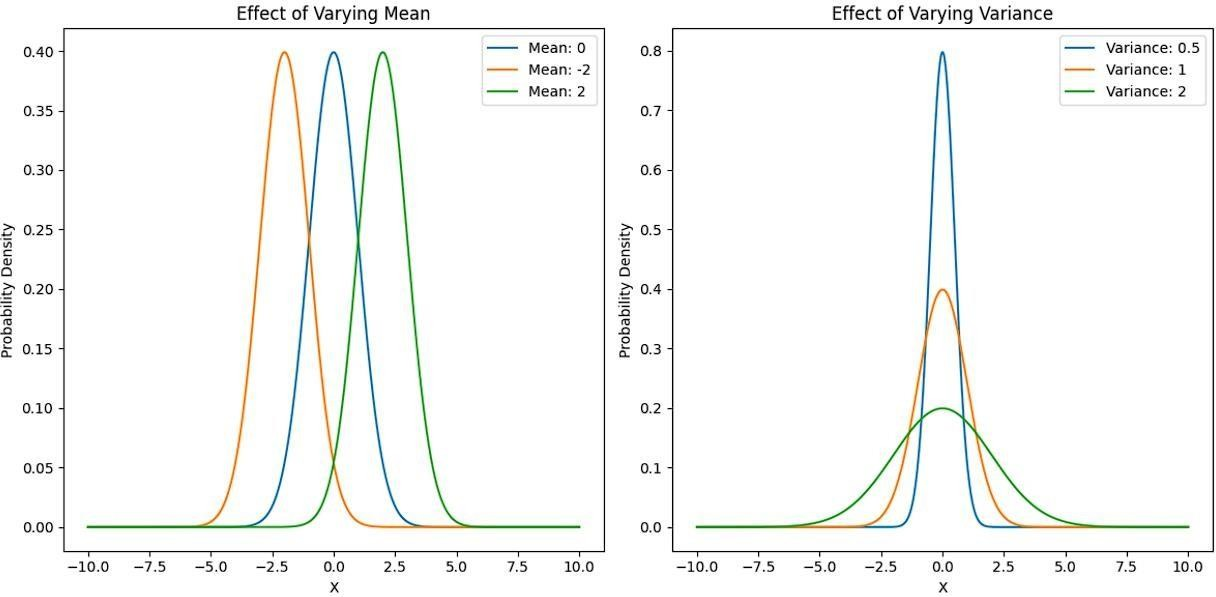 Effect of Varying Mean
Mean: 0
Mean: -2
Mean: 2
Probability Density
0.40
0.35
0.30
0.25
0.20
0.15
0.10
0.05
0.00
−10.0 −7.5 −5.0 −2.5 0.0 2.5 5.0 7.5 10.0
X
Effect of Varying Variance
Variance: 0.5
Variance: 1
Variance: 2
Probability Density
0.8
0.7
0.6
0.5
0.4
0.3
0.2
0.1
0.0
−10.0 −7.5 −5.0 −2.5 0.0 2.5 5.0 7.5 10.0
X